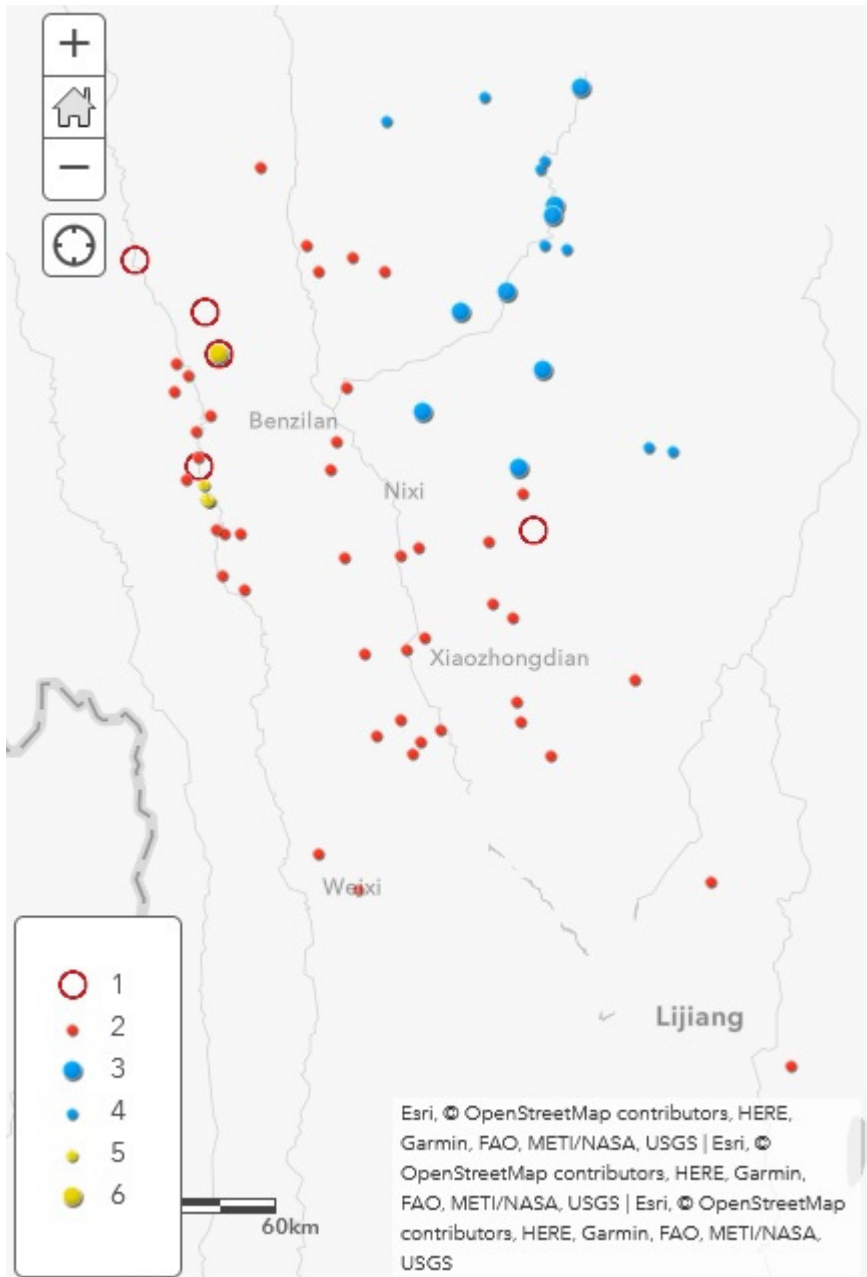 +
−
Benzilan
Nixi
Xiaozhongdian
Weixi
Lijiang
1
2
3
4
5
6
60km
Esri, © OpenStreetMap contributors, HERE,
Garmin, FAO, METI/NASA, USGS | Esri, ©
OpenStreetMap contributors, HERE, Garmin,
FAO, METI/NASA, USGS | Esri, © OpenStreetMap
contributors, HERE, Garmin, FAO, METI/NASA,
USGS